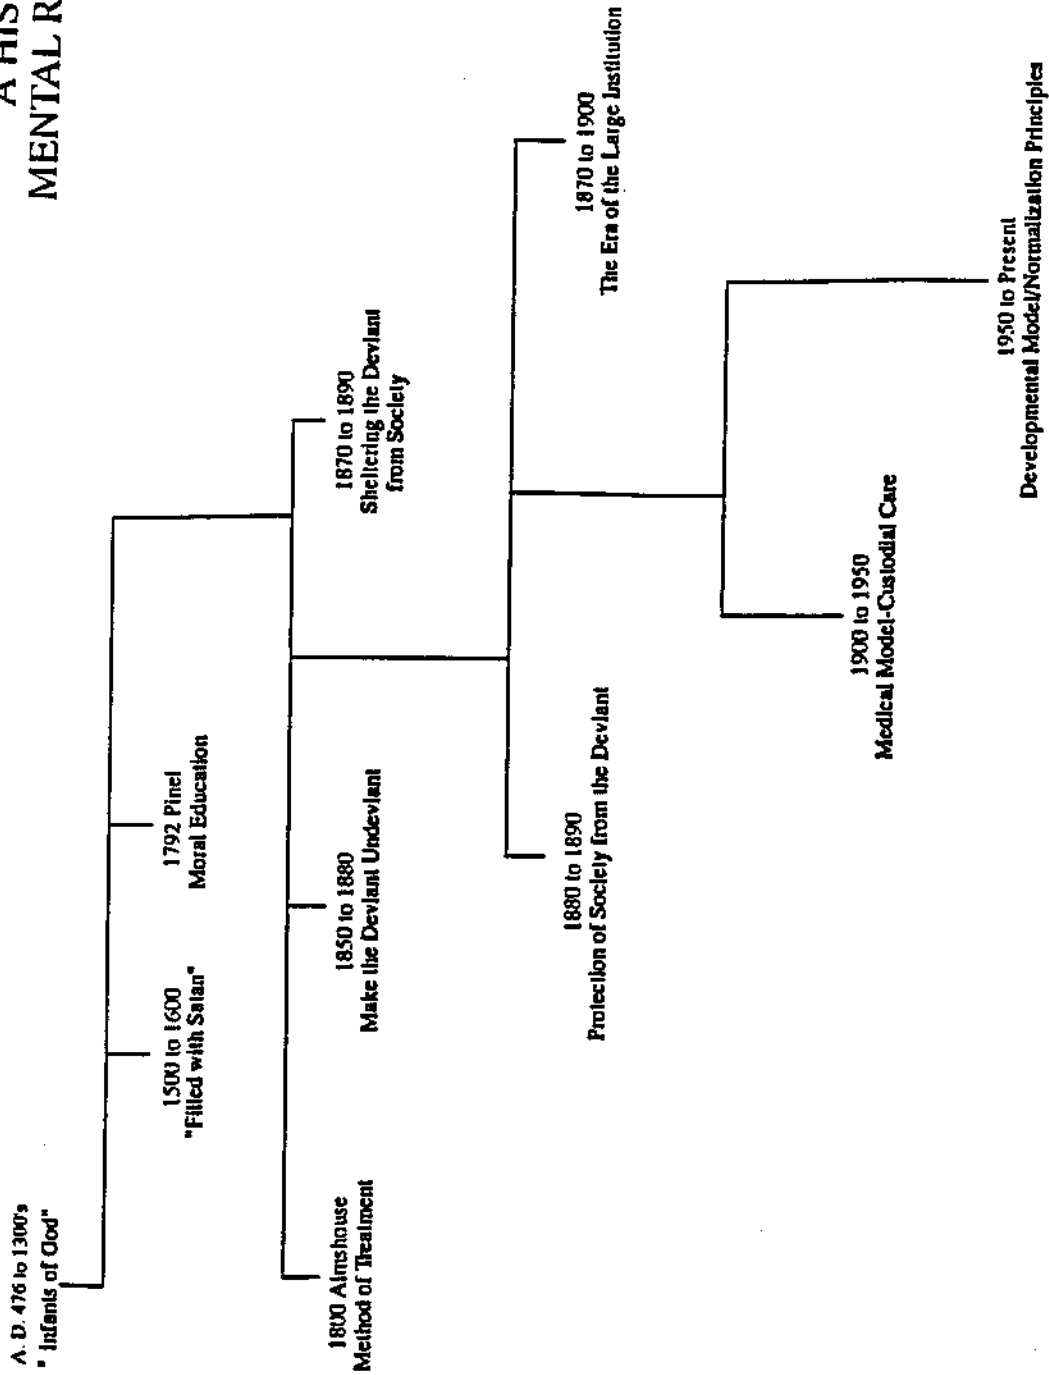 A HIS
MENTAL R
A. D. 476 to 1300's
" Infants of God"
1500 to 1600
"Filled with Satan"
1792 Pinel
Moral Education
1800 Almshouse
Method of Treatment
1850 to 1880
Make the Deviant Undeviant
1870 to 1890
Sheltering the Deviant
from Society
1880 to 1890
Protection of Society from the Deviant
1870 to 1900
The Era of the Large Institution
1900 to 1950
Medical Model-Custodial Care
1950 to Present
Developmental Model/Normalization Principles